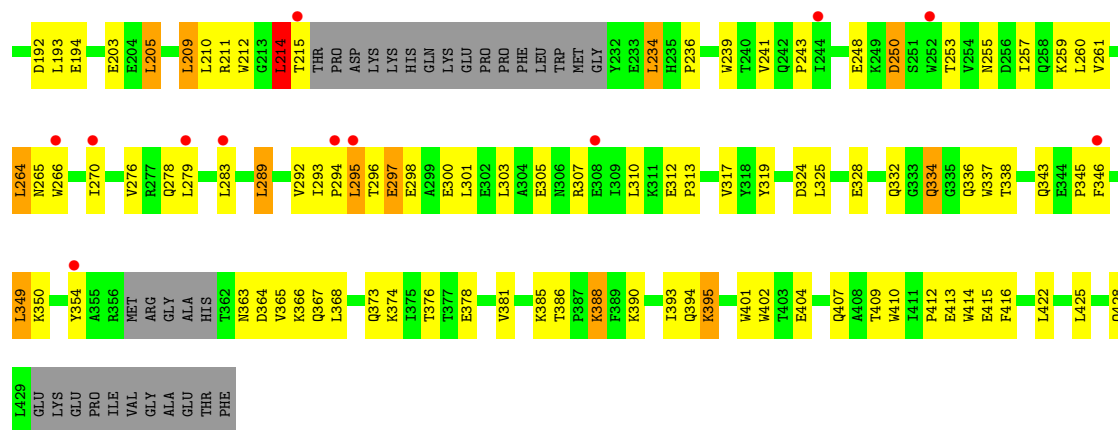 D192 L193 E194 E203 E204 L205 L209 L210 R211 W212 G213 L214 T215 THR PRO ASP LYS LYS HIS GLN LYS GLU PRO PRO PHE LEU TRP MET GLY Y232 E233 L234 H235 P236 W239 T240 V241 Q242 P243 I244 E248 K249 D250 S251 W252 T253 V254 N255 D256 I257 Q258 K259 L260 V261
L264 N265 W266 I270 V276 R277 Q278 L279 L283 L289 V292 I293 P294 L295 T296 E297 E298 A299 E300 L301 E302 L303 A304 E305 N306 R307 E308 I309 L310 K311 E312 P313 V317 Y318 Y319 D324 L325 E328 Q332 G333 Q334 G335 Q336 W337 T338 Q343 E344 P345 F346
L349 K350 Y354 A355 R356 MET ARG GLY ALA HIS T362 N363 D364 V365 K366 Q367 L368 Q373 K374 I375 T376 T377 E378 V381 K385 T386 P387 K388 F389 K390 I393 Q394 K395 W401 W402 T403 E404 Q407 A408 T409 W410 I411 P412 E413 W414 E415 F416 L422 L425 Q428
L429 GLU LYS GLU PRO ILE VAL GLY ALA GLU THR PHE